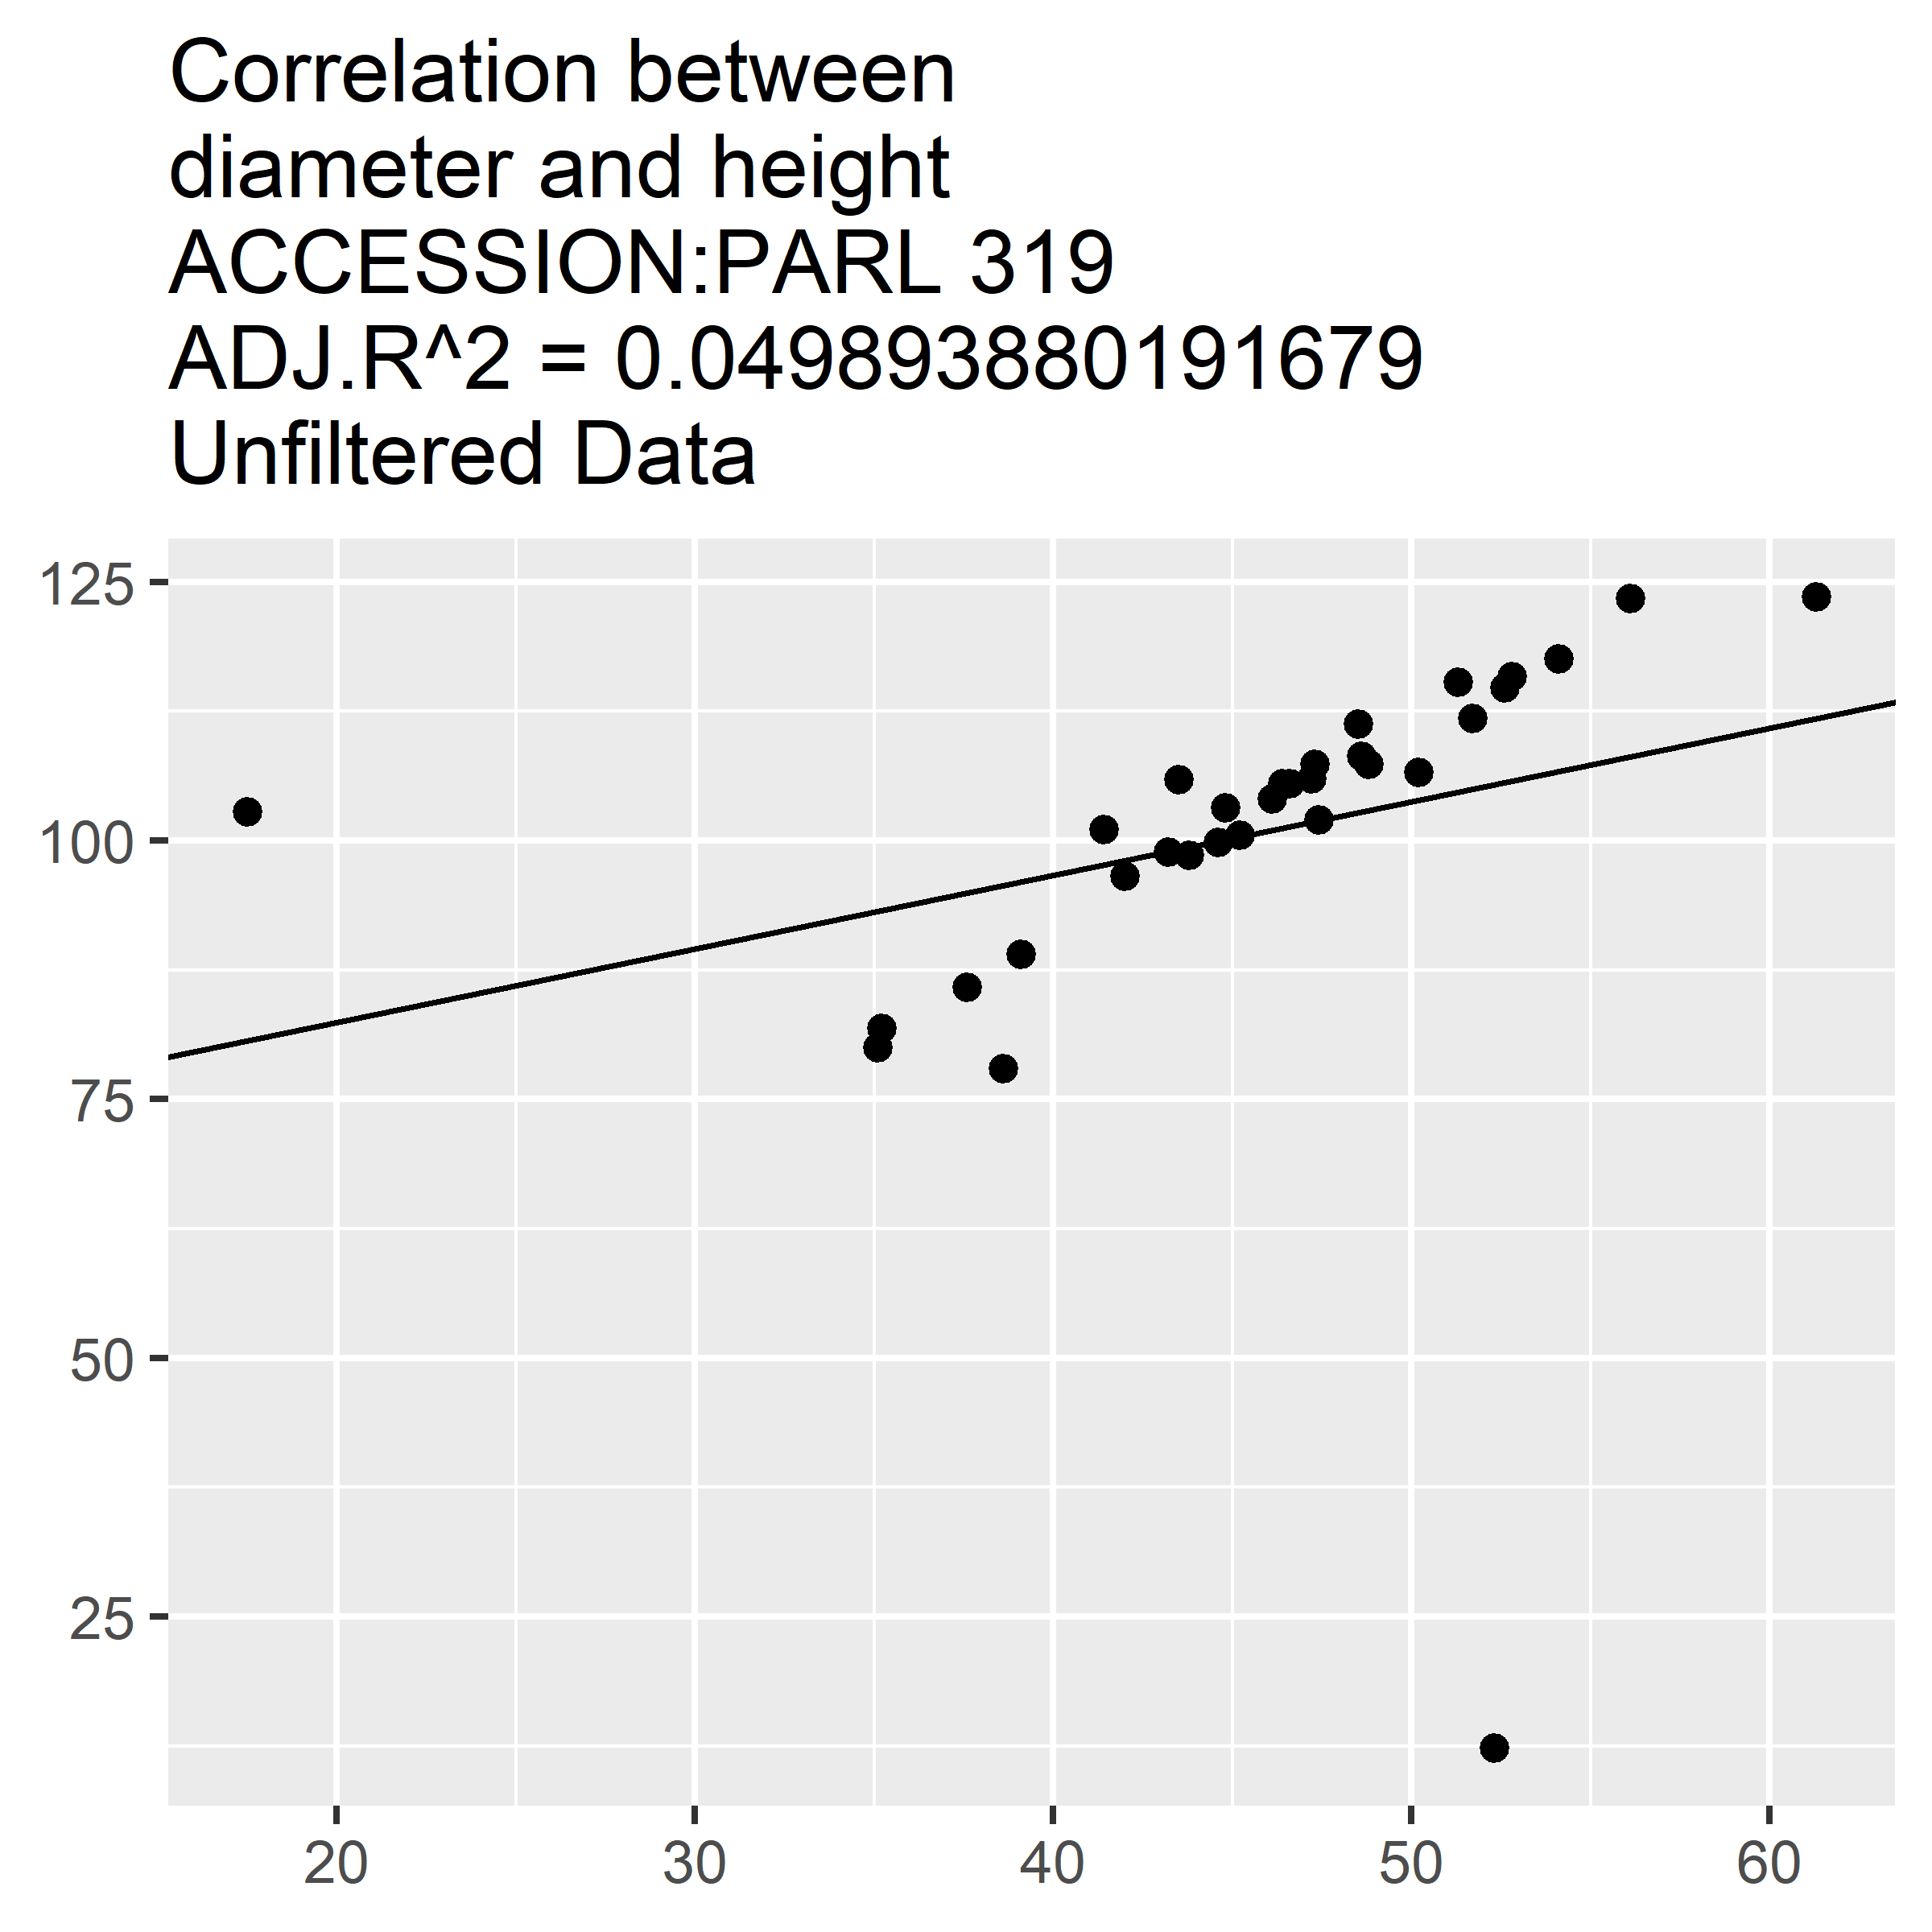 Correlation between
diameter and height
ACCESSION:PARL 319
ADJ.R^2 = 0.0498938880191679
Unfiltered Data
125
100
75
50
25
20 30 40 50 60